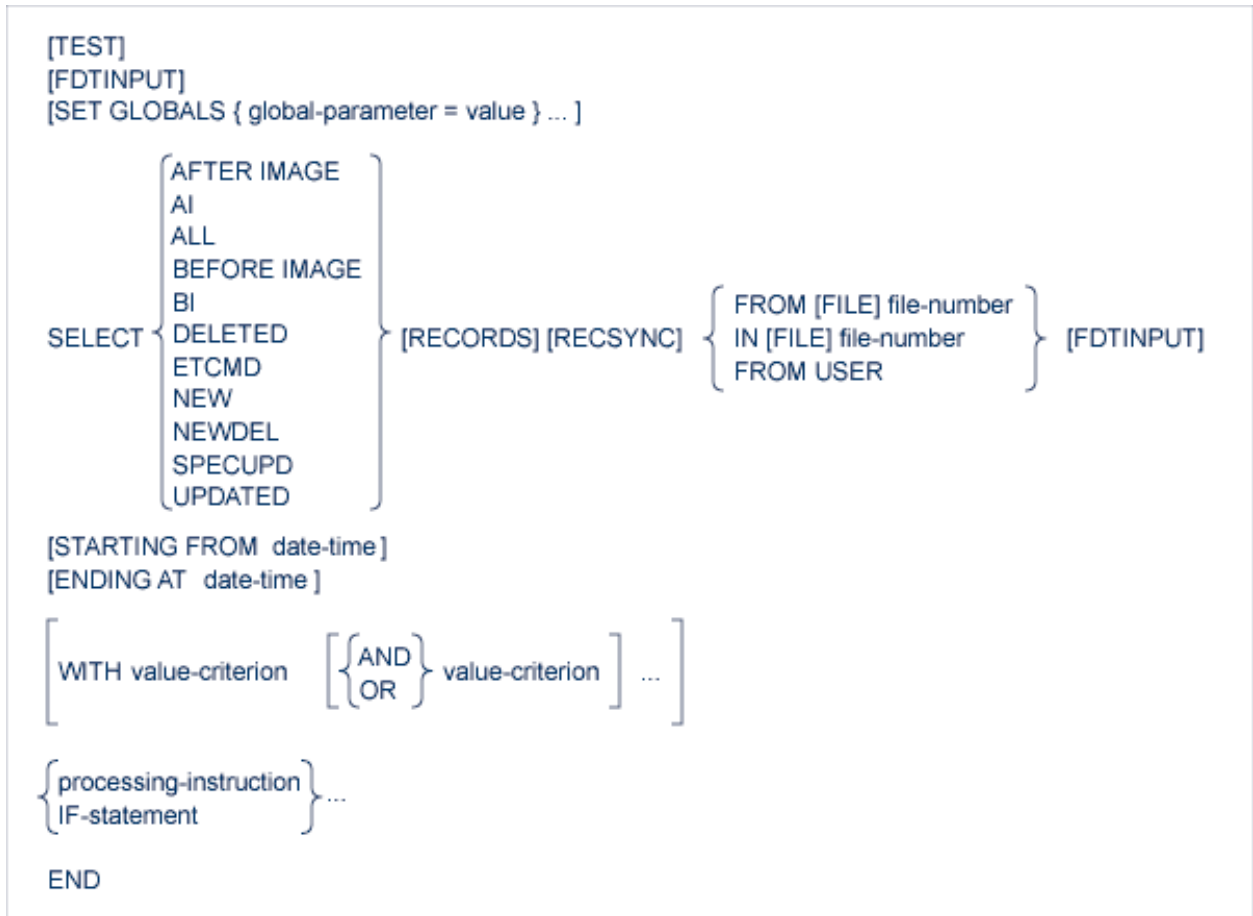 [TEST]
[FDTINPUT]
[SET GLOBALS { global-parameter = value } ... ]
AFTER IMAGE
AI
ALL
BEFORE IMAGE
BI
SELECT { DELETED } [RECORDS] [RECSYNC] { IN [FILE] file-number } [FDTINPUT]
FROM [FILE] file-number
FROM USER
ETCMD
NEW
NEWDEL
SPECUPD
UPDATED
[STARTING FROM date-time ]
[ENDING AT date-time ]
[ WITH value-criterion [ { AND
OR } value-criterion ] ... ]
{ processing-instruction
IF-statement } ...
END